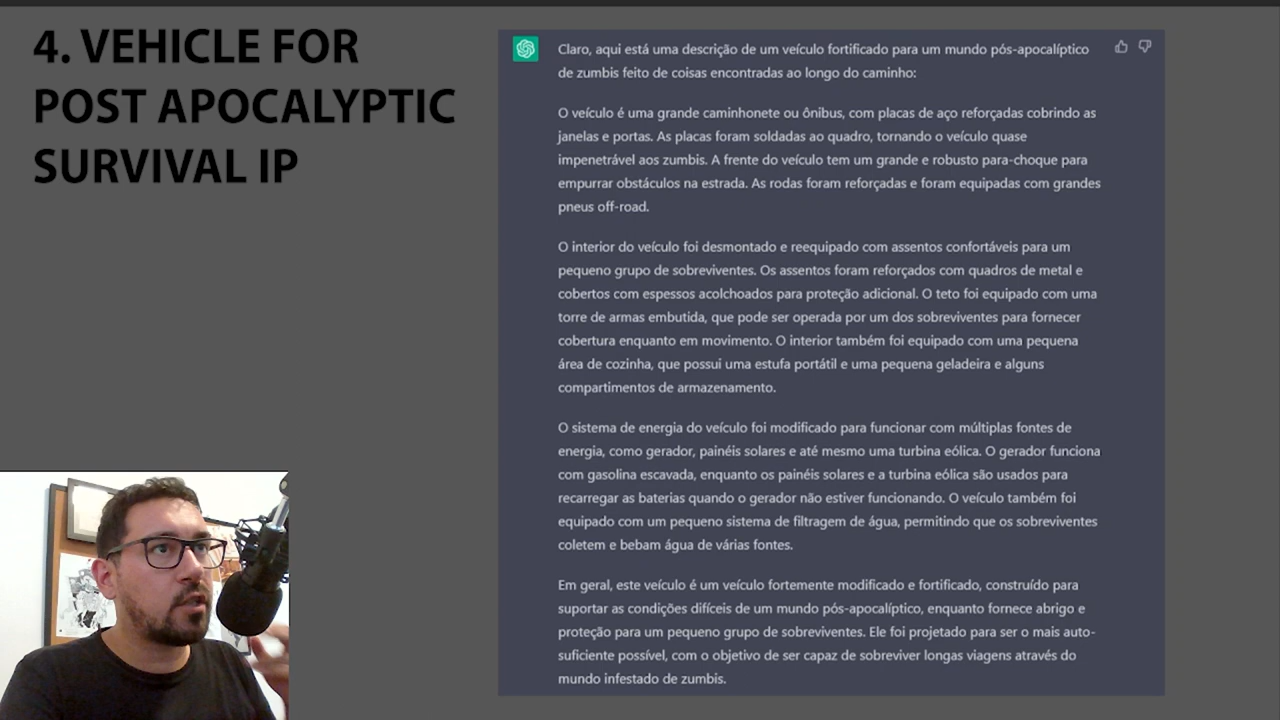 4. VEHICLE FOR
POST APOCALYPTIC
SURVIVAL IP
Claro, aqui está uma descrição de um veículo fortificado para um mundo pós-apocalíptico
de zumbis feito de coisas encontradas ao longo do caminho:
O veículo é uma grande caminhonete ou ônibus, com placas de aço reforçadas cobrindo as
janelas e portas. As placas foram soldadas ao quadro, tornando o veículo quase
impenetrável aos zumbis. A frente do veículo tem um grande e robusto para-choque para
empurrar obstáculos na estrada. As rodas foram reforçadas e foram equipadas com grandes
pneus off-road.
O interior do veículo foi desmontado e reequipado com assentos confortáveis para um
pequeno grupo de sobreviventes. Os assentos foram reforçados com quadros de metal e
cobertos com espessos acolchoados para proteção adicional. O teto foi equipado com uma
torre de armas embutida, que pode ser operada por um dos sobreviventes para fornecer
cobertura enquanto em movimento. O interior também foi equipado com uma pequena
área de cozinha, que possui uma estufa portátil e uma pequena geladeira e alguns
compartimentos de armazenamento.
O sistema de energia do veículo foi modificado para funcionar com múltiplas fontes de
energia, como gerador, painéis solares e até mesmo uma turbina eólica. O gerador funciona
com gasolina escavada, enquanto os painéis solares e a turbina eólica são usados para
recarregar as baterias quando o gerador não estiver funcionando. O veículo também foi
equipado com um pequeno sistema de filtragem de água, permitindo que os sobreviventes
coletem e bebam água de várias fontes.
Em geral, este veículo é um veículo fortemente modificado e fortificado, construído para
suportar as condições difíceis de um mundo pós-apocalíptico, enquanto fornece abrigo e
proteção para um pequeno grupo de sobreviventes. Ele foi projetado para ser o mais auto-
suficiente possível, com o objetivo de ser capaz de sobreviver longas viagens através do
mundo infestado de zumbis.